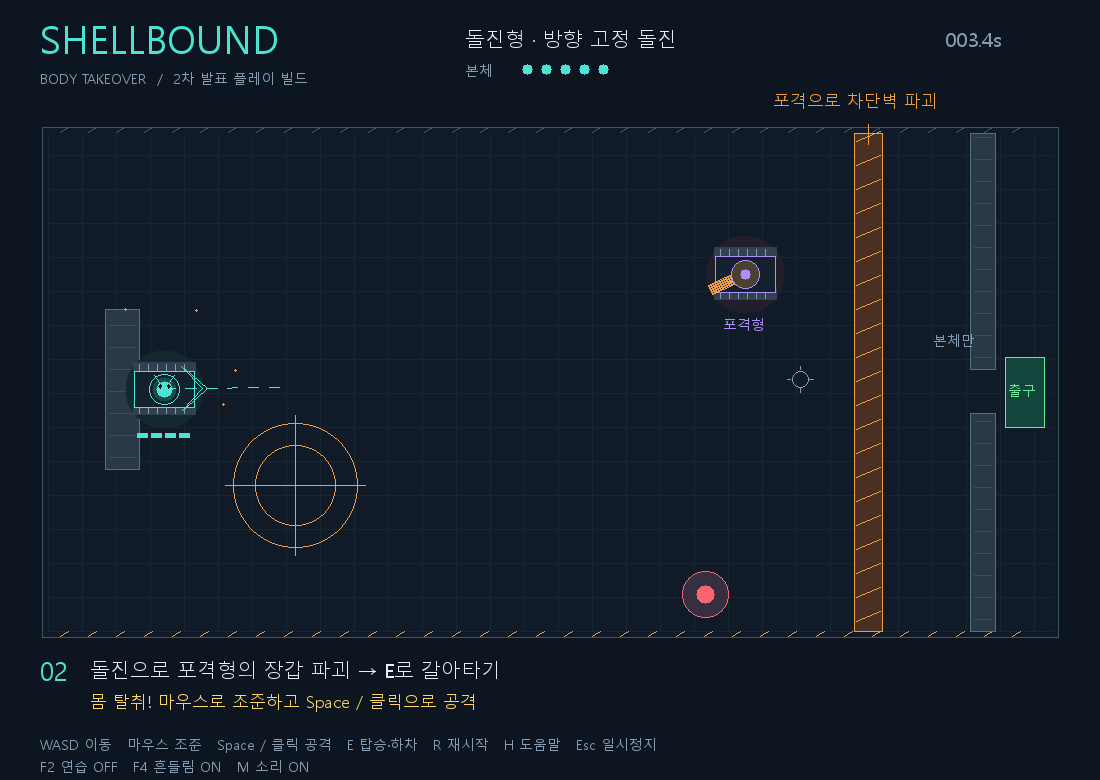 SHELLBOUND
BODY TAKEOVER / 2차 발표 플레이 빌드
돌진형 · 방향 고정 돌진
본체
003.4s
포격으로 차단벽 파괴
포격형
본체만
출구
02 돌진으로 포격형의 장갑 파괴 → E로 갈아타기
몸 탈취! 마우스로 조준하고 Space / 클릭으로 공격
WASD 이동 마우스 조준 Space / 클릭 공격 E 탑승·하차 R 재시작 H 도움말 Esc 일시정지
F2 연습 OFF F4 흔들림 ON M 소리 ON